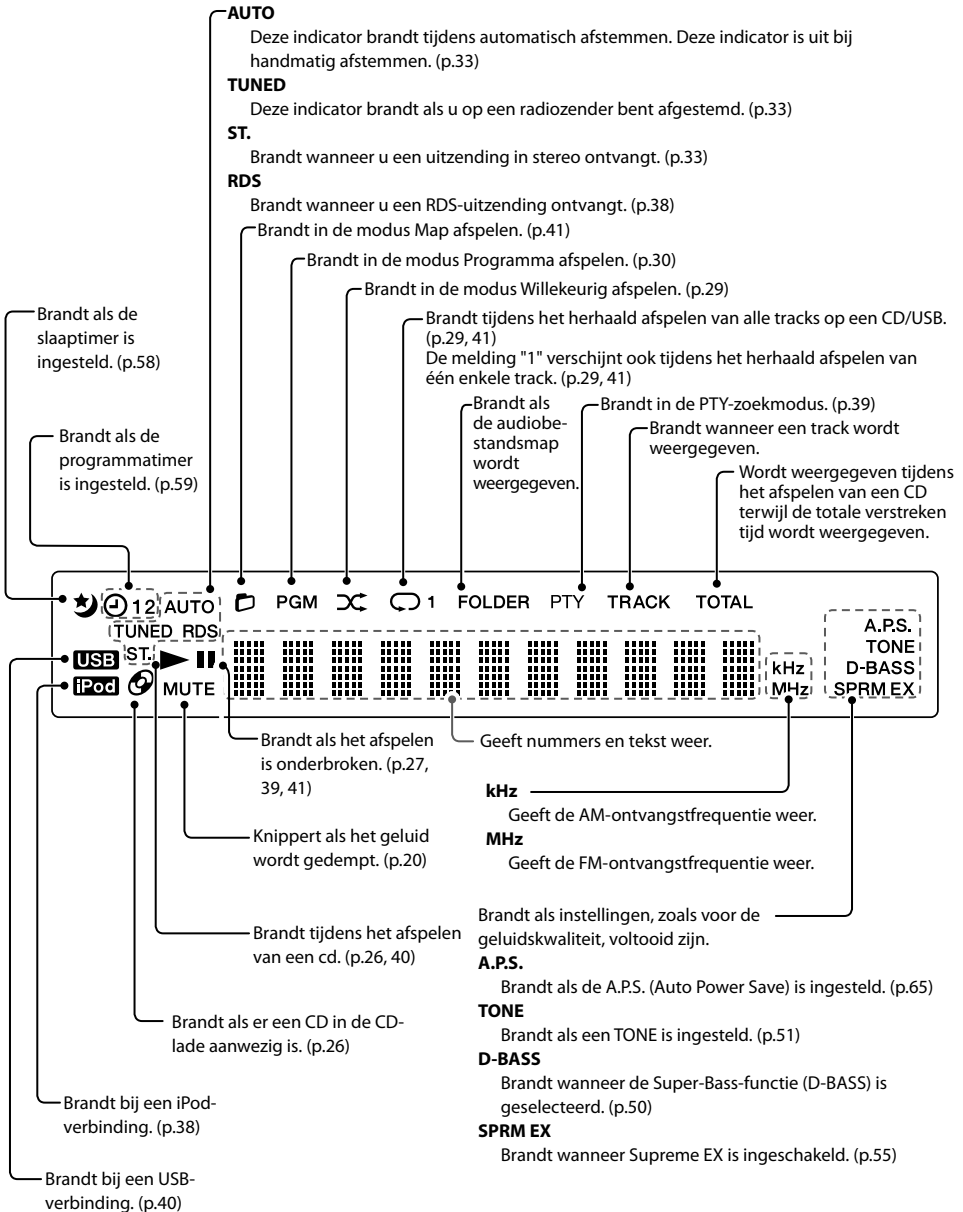 AUTO
Deze indicator brandt tijdens automatisch afstemmen. Deze indicator is uit bij
handmatig afstemmen. (p.33)
TUNED
Deze indicator brandt als u op een radiozender bent afgestemd. (p.33)
ST.
Brandt wanneer u een uitzending in stereo ontvangt. (p.33)
RDS
Brandt wanneer u een RDS-uitzending ontvangt. (p.38)
Brandt in de modus Map afspelen. (p.41)
Brandt in de modus Programma afspelen. (p.30)
Brandt in de modus Willekeurig afspelen. (p.29)
Brandt tijdens het herhaald afspelen van alle tracks op een CD/USB.
(p.29, 41)
De melding "1" verschijnt ook tijdens het herhaald afspelen van
één enkele track. (p.29, 41)
Brandt als
de audiobe-
standsmap
wordt
weergegeven.
Brandt in de PTY-zoekmodus. (p.39)
Brandt wanneer een track wordt
weergegeven.
Wordt weergegeven tijdens
het afspelen van een CD
terwijl de totale verstreken
tijd wordt weergegeven.
Brandt als de
slaaptimer is
ingesteld. (p.58)
Brandt als de
programmatimer
is ingesteld. (p.59)
12 AUTO PGM 1 FOLDER PTY TRACK TOTAL
TUNED RDS
USB ST.
iPod MUTE
kHz
MHz
A.P.S.
TONE
D-BASS
SPRM EX
Brandt als het afspelen
is onderbroken. (p.27,
39, 41)
Geeft nummers en tekst weer.
kHz
Geeft de AM-ontvangstfrequentie weer.
MHz
Geeft de FM-ontvangstfrequentie weer.
Knippert als het geluid
wordt gedempt. (p.20)
Brandt tijdens het afspelen
van een cd. (p.26, 40)
Brandt als er een CD in de CD-
lade aanwezig is. (p.26)
Brandt bij een iPod-
verbinding. (p.38)
Brandt bij een USB-
verbinding. (p.40)
Brandt als instellingen, zoals voor de
geluidskwaliteit, voltooid zijn.
A.P.S.
Brandt als de A.P.S. (Auto Power Save) is ingesteld. (p.65)
TONE
Brandt als een TONE is ingesteld. (p.51)
D-BASS
Brandt wanneer de Super-Bass-functie (D-BASS) is
geselecteerd. (p.50)
SPRM EX
Brandt wanneer Supreme EX is ingeschakeld. (p.55)